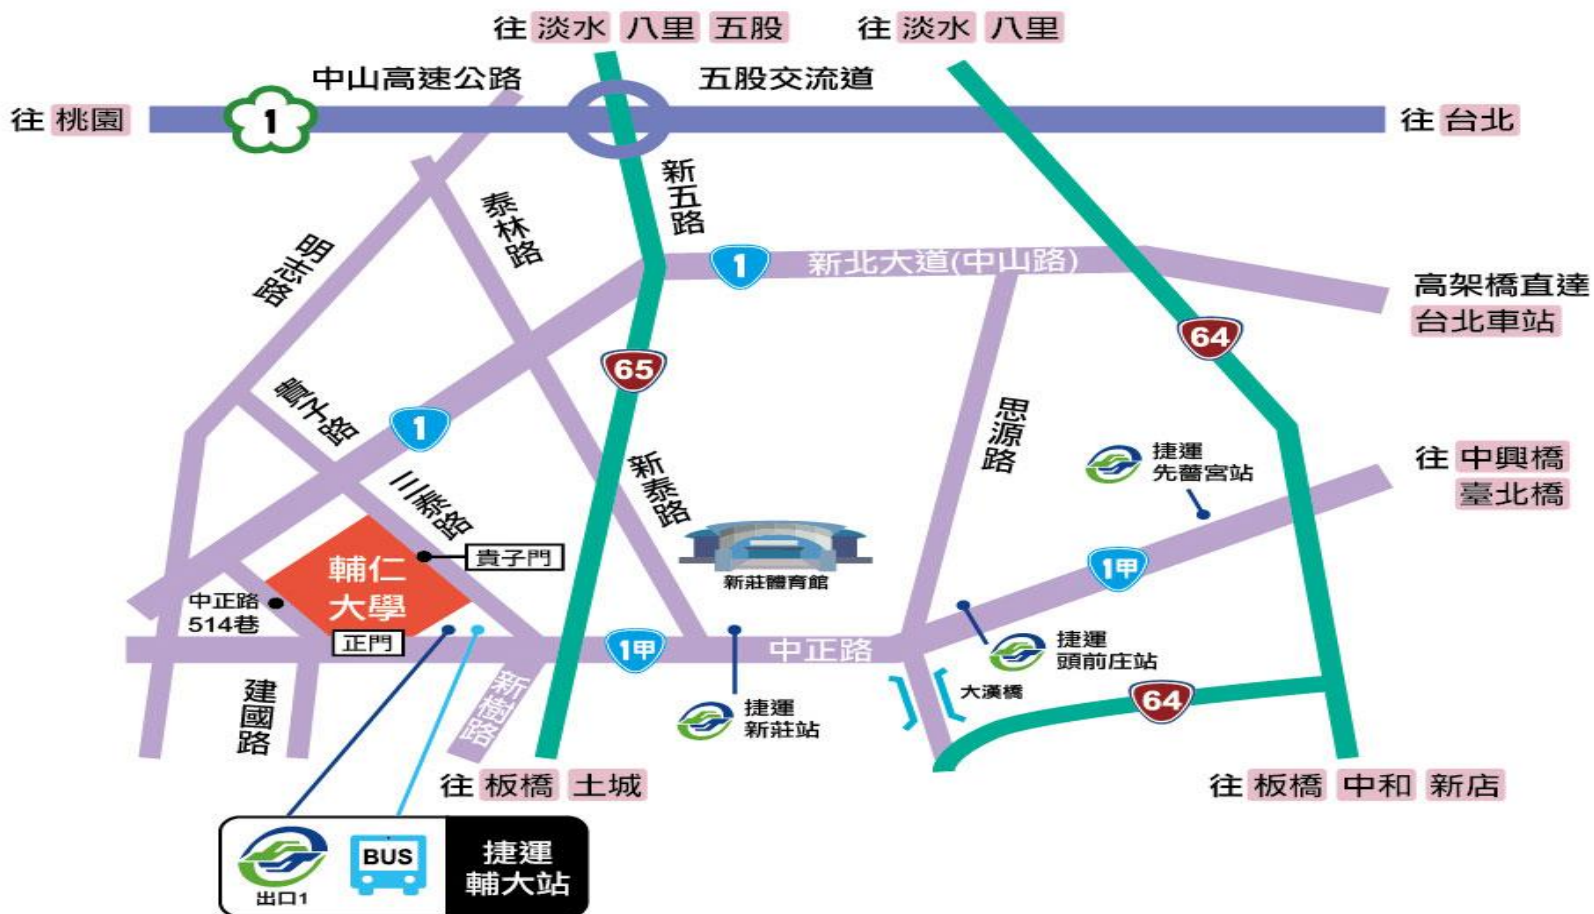 往 淡水 八里 五股
往 淡水 八里
中山高速公路
五股交流道
往 桃園
1
往 台北
新五路
泰林路
明志路
1
新北大道(中山路)
高架橋直達
台北車站
64
65
貴子路
1
思源路
三泰路
新泰路
捷運
先嗇宮站
往 中興橋
臺北橋
輔仁
大學
貴子門
新莊體育館
1甲
中正路
514巷
正門
1甲
中正路
捷運
頭前庄站
建國路
新樹路
捷運
新莊站
大漢橋
64
往 板橋 土城
往 板橋 中和 新店
BUS
出口1
捷運
輔大站